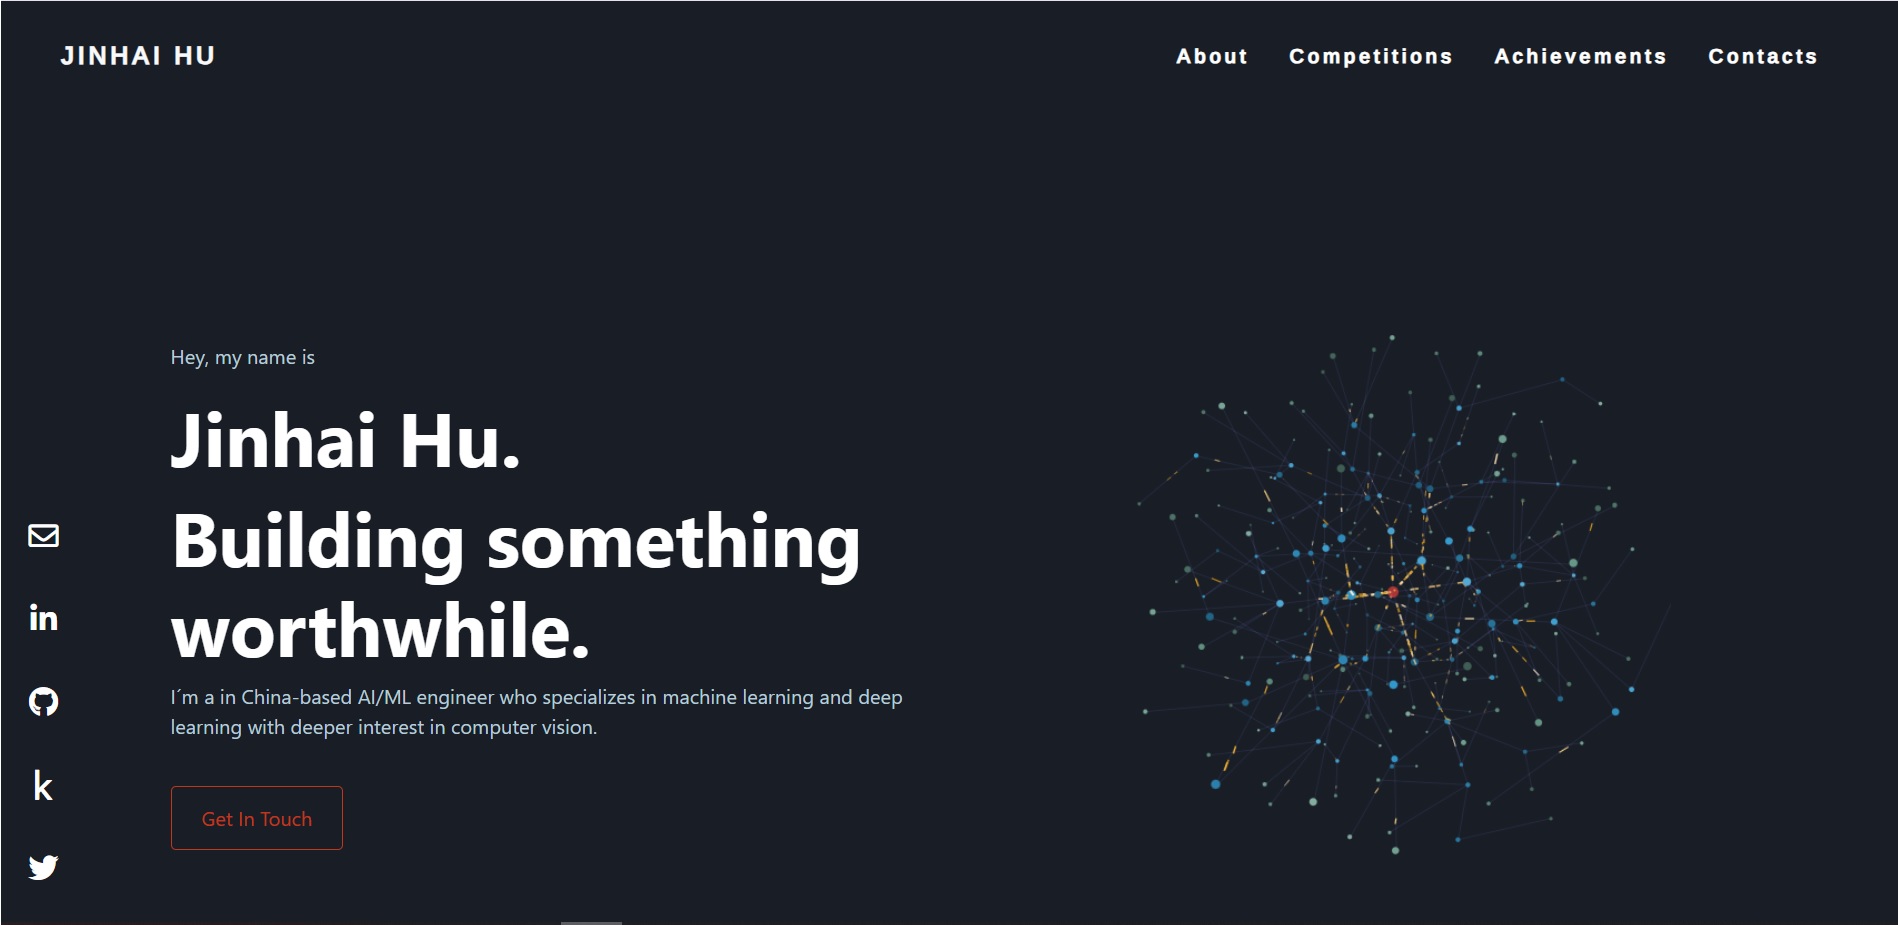 JINHAI HU
About Competitions Achievements Contacts
Hey, my name is
Jinhai Hu.
Building something
worthwhile.
I´m a in China-based AI/ML engineer who specializes in machine learning and deep
learning with deeper interest in computer vision.
Get In Touch
in
k